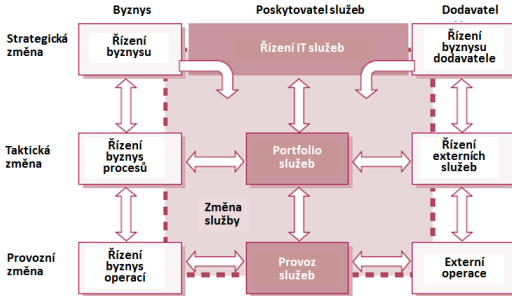 Byznys
Poskytovatel služeb
Dodavatel
Strategická
změna
Řízení
byznysu
Řízení IT služeb
Řízení
byznysu
dodavatele
Taktická
změna
Řízení
byznys
procesů
Portfolio
služeb
Řízení
externích
služeb
Změna
služby
Provozní
změna
Řízení
byznys
operací
Provoz
služeb
Externí
operace